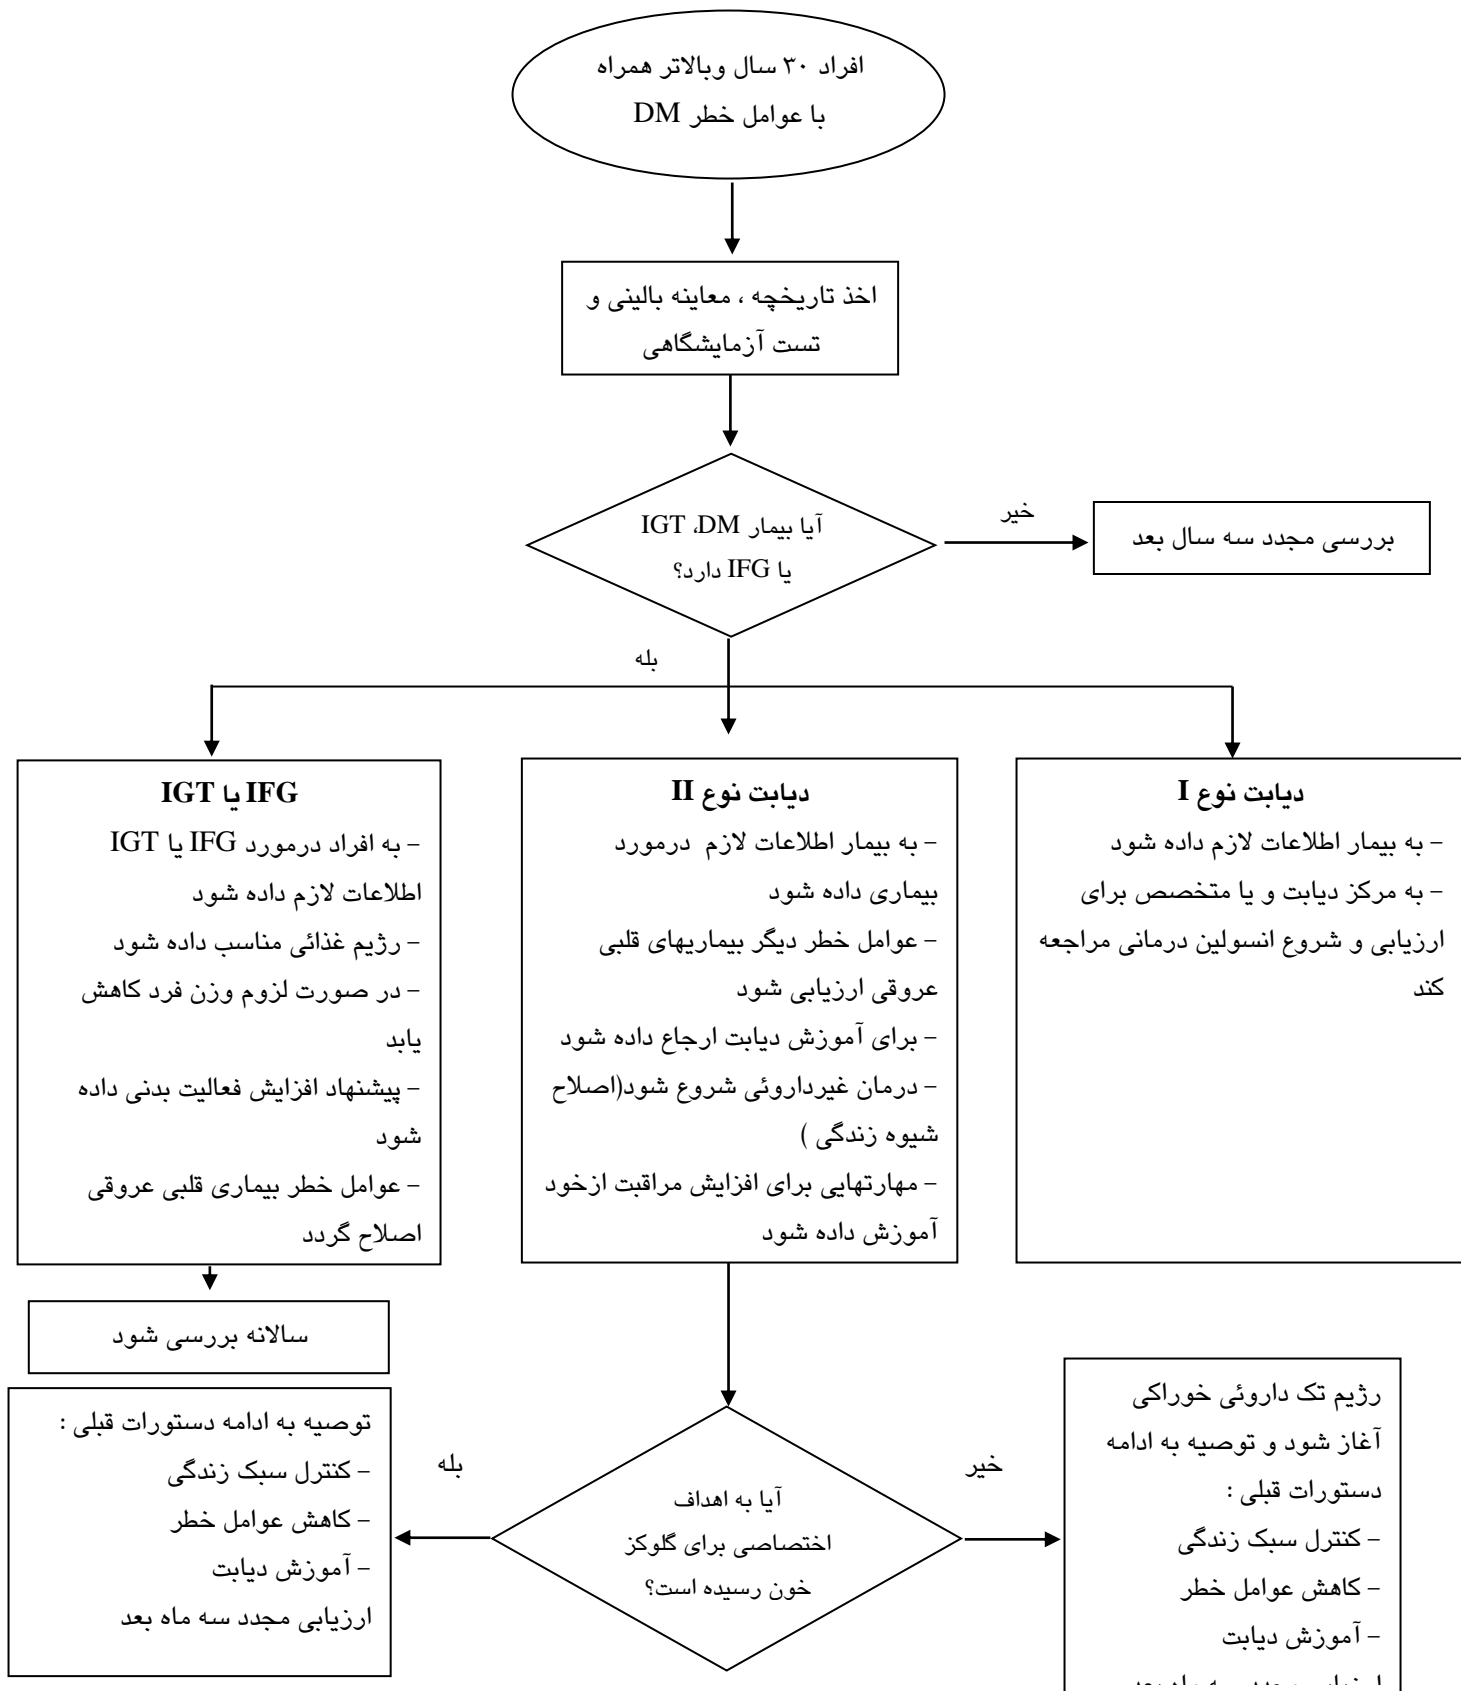 افراد ۳۰ سال وبالاتر همراه
با عوامل خطر DM
اخذ تاریخچه ، معاینه بالینی و
تست آزمایشگاهی
آیا بیمار IGT ،DM
یا IFG دارد؟
خیر
بررسی مجدد سه سال بعد
بله
دیابت نوع I
– به بیمار اطلاعات لازم داده شود
– به مرکز دیابت و یا متخصص برای
ارزیابی و شروع انسولین درمانی مراجعه
کند
دیابت نوع II
– به بیمار اطلاعات لازم درمورد
بیماری داده شود
– عوامل خطر دیگر بیماریهای قلبی
عروقی ارزیابی شود
– برای آموزش دیابت ارجاع داده شود
– درمان غیرداروئی شروع شود(اصلاح
شیوه زندگی )
– مهارتهایی برای افزایش مراقبت ازخود
آموزش داده شود
IFG یا IGT
– به افراد درمورد IFG یا IGT
اطلاعات لازم داده شود
– رژیم غذائی مناسب داده شود
– در صورت لزوم وزن فرد کاهش
یابد
– پیشنهاد افزایش فعالیت بدنی داده
شود
– عوامل خطر بیماری قلبی عروقی
اصلاح گردد
سالانه بررسی شود
آیا به اهداف
اختصاصی برای گلوکز
خون رسیده است؟
خیر
رژیم تک داروئی خوراکی
آغاز شود و توصیه به ادامه
دستورات قبلی :
– کنترل سبک زندگی
– کاهش عوامل خطر
– آموزش دیابت
بله
توصیه به ادامه دستورات قبلی :
– کنترل سبک زندگی
– کاهش عوامل خطر
– آموزش دیابت
ارزیابی مجدد سه ماه بعد